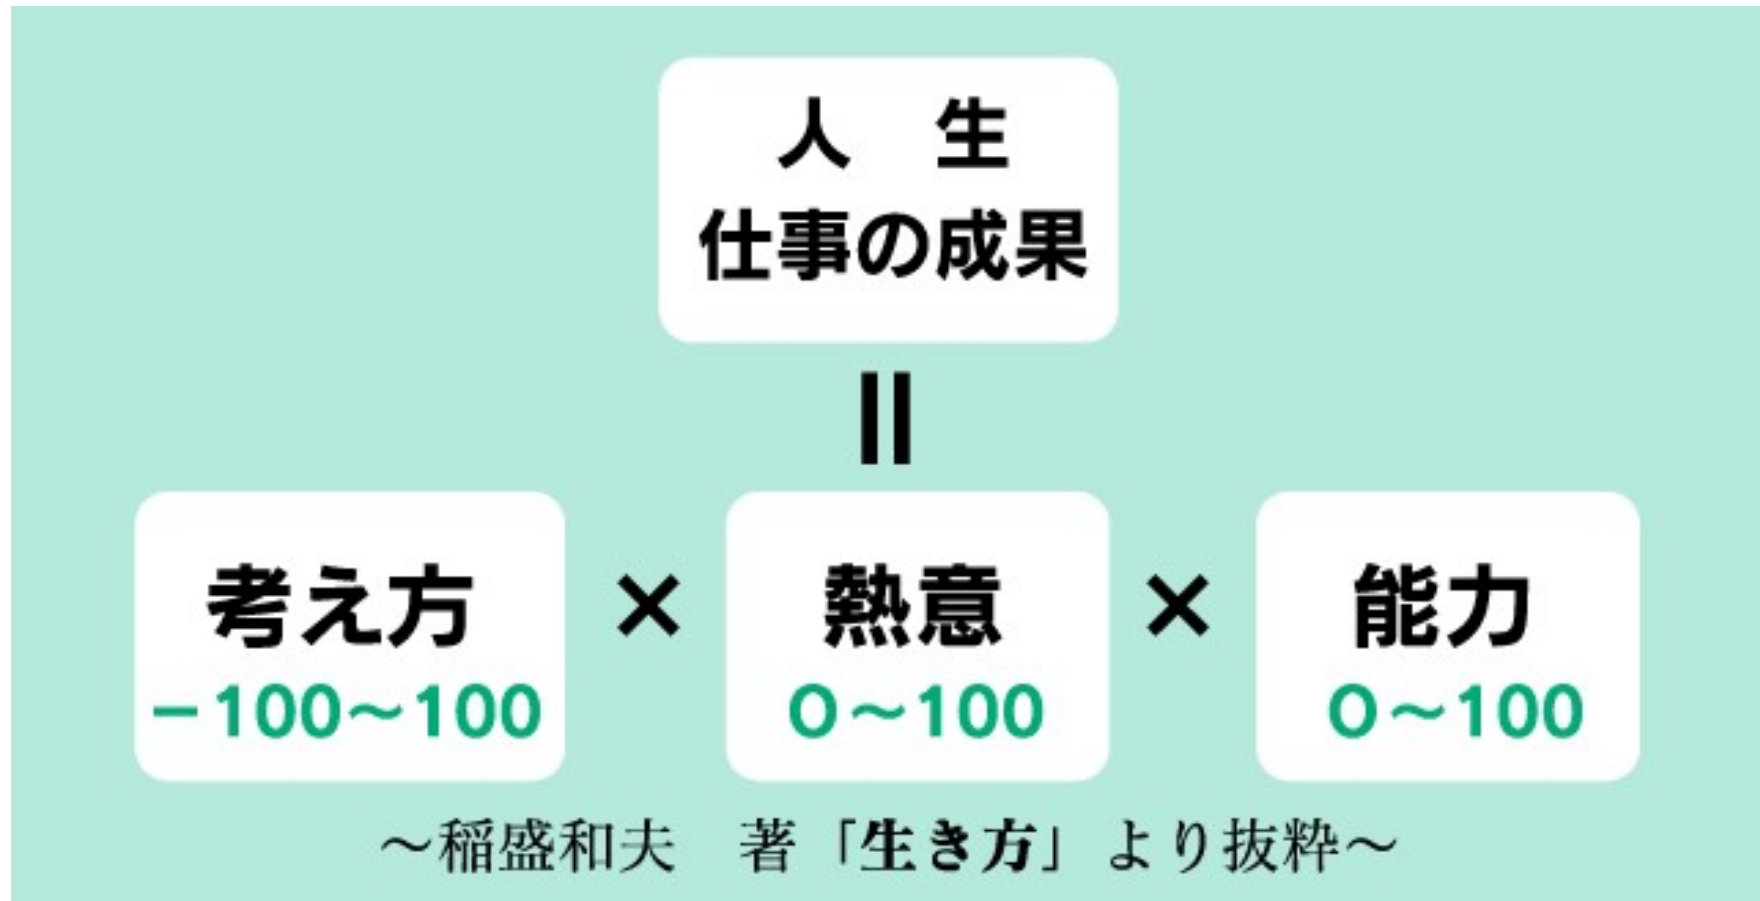 人　生
仕事の成果
=
考え方 × 熱意 × 能力
-100～100 0～100 0～100
～稲盛和夫　著「生き方」より抜粋～